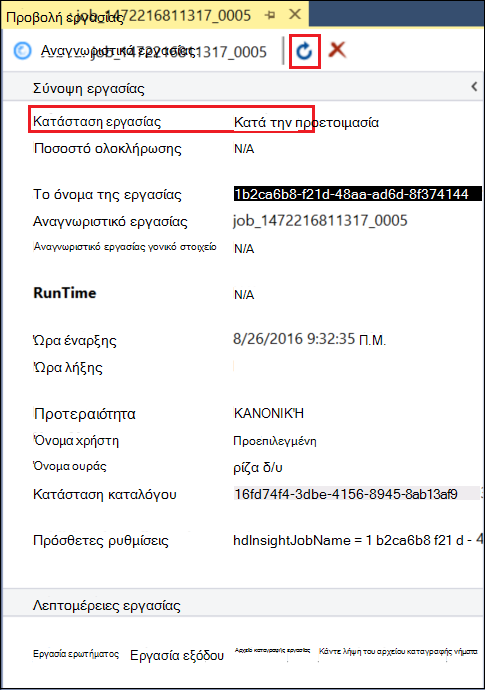 Προβολή εργασίας job_1472216811317_0005
Αναγνωριστικό εργασίας job_1472216811317_0005
Σύνοψη εργασίας
Κατάσταση εργασίας Κατά την προετοιμασία
Ποσοστό ολοκλήρωσης N/A
Το όνομα της εργασίας 1b2ca6b8-f21d-48aa-ad6d-8f374144
Αναγνωριστικό εργασίας job_1472216811317_0005
Αναγνωριστικό εργασίας γονικό στοιχείο N/A
RunTime N/A
Ώρα έναρξης 8/26/2016 9:32:35 Π.Μ.
Ώρα λήξης
Προτεραιότητα ΚΑΝΟΝΙΚΉ
Όνομα χρήστη Προεπιλεγμένη
Όνομα ουράς ρίζα δ/υ
Κατάσταση καταλόγου 16fd74f4-3dbe-4156-8945-8ab13af9
Πρόσθετες ρυθμίσεις hdInsightJobName = 1 b2ca6b8 f21 d - 4
Λεπτομέρειες εργασίας
Εργασία ερωτήματος Εργασία εξόδου Αρχείο καταγραφής εργασίας Κάντε λήψη του αρχείου καταγραφής νήματα